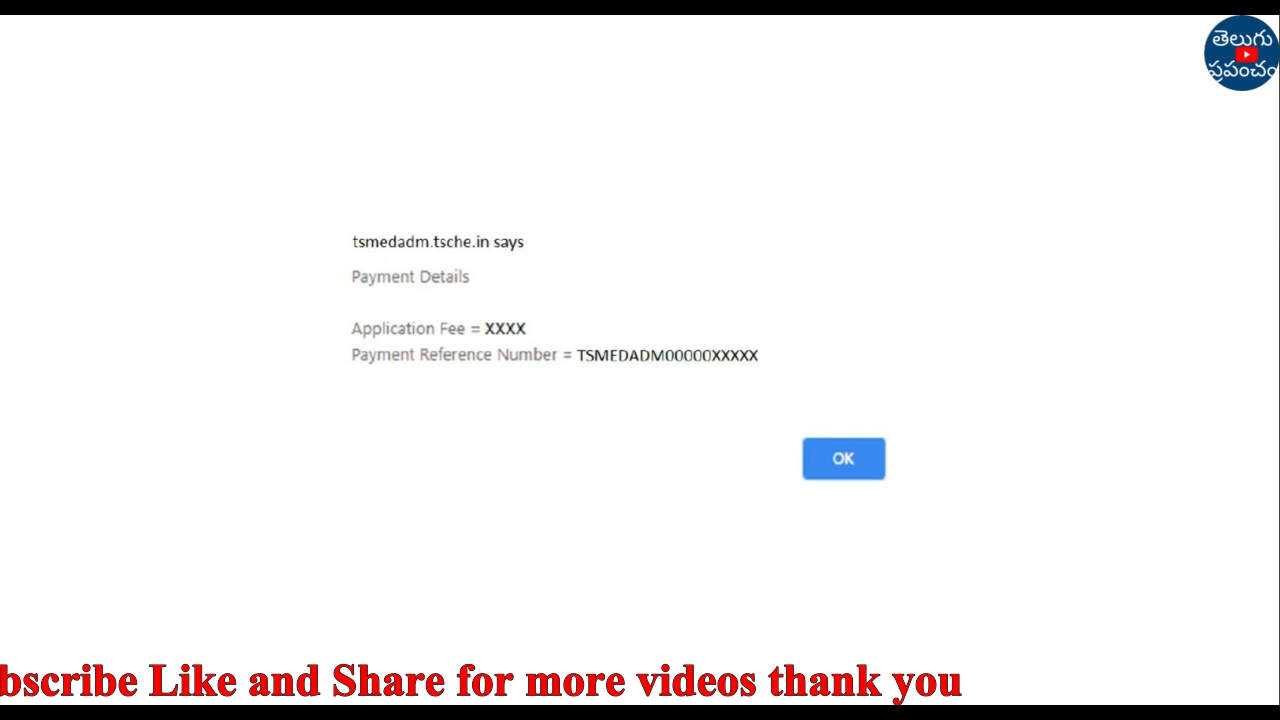 తెలుగు
ప్రపంచం
tsmedadm.tsche.in says
Payment Details
Application Fee = XXXX
Payment Reference Number = TSMEDADM00000XXXXX
OK
bscribe Like and Share for more videos thank you